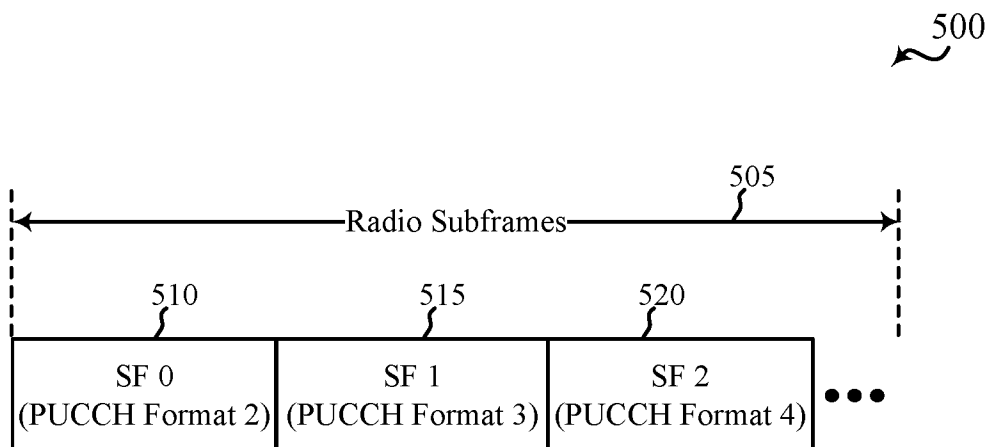 500
505
Radio Subframes
510
515
520
SF 0
(PUCCH Format 2)
SF 1
(PUCCH Format 3)
SF 2
(PUCCH Format 4)